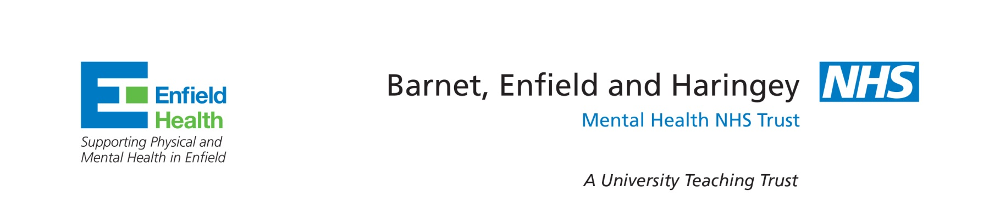 Enfield
Health
Supporting Physical and
Mental Health in Enfield
Barnet, Enfield and Haringey NHS
Mental Health NHS Trust
A University Teaching Trust